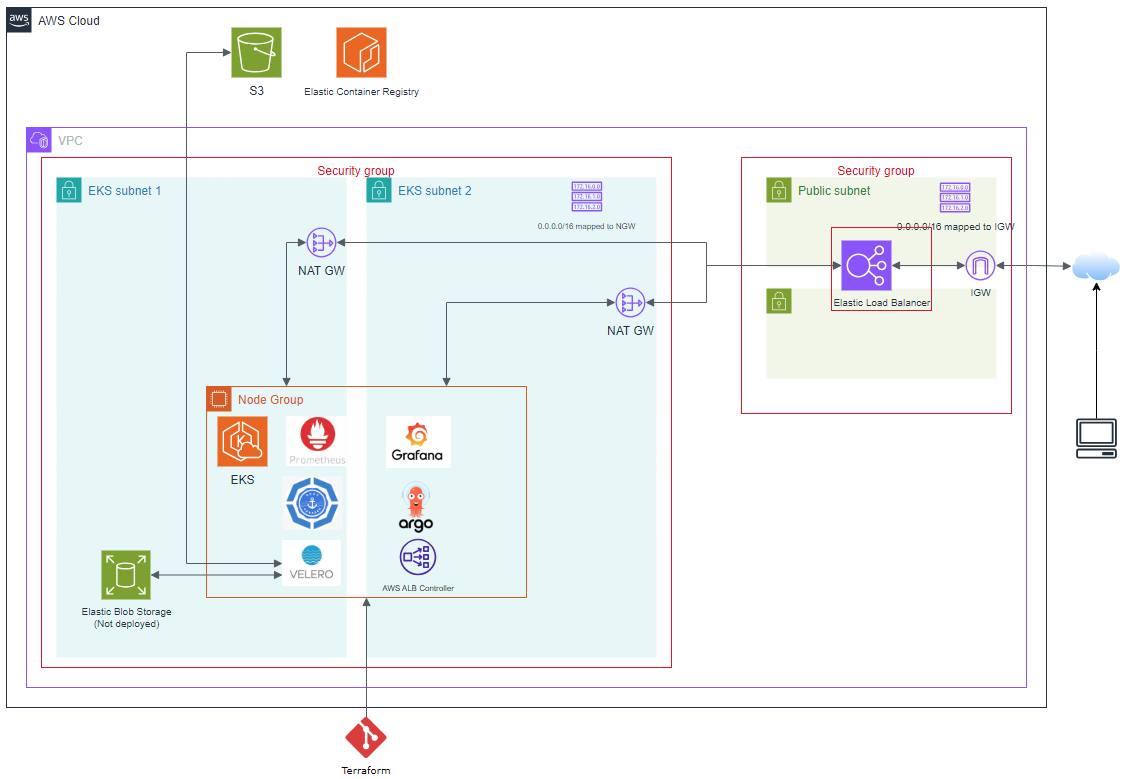 aws
AWS Cloud
S3
Elastic Container Registry
VPC
Security group
EKS subnet 1
EKS subnet 2
172.16.0.0
172.16.1.0
172.16.2.0
0.0.0.0/16 mapped to NGW
NAT GW
NAT GW
Security group
Public subnet
172.16.0.0
172.16.1.0
172.16.2.0
0.0.0.0/16 mapped to IGW
Elastic Load Balancer
IGW
Node Group
K
EKS
Prometheus
Grafana
argo
VELERO
AWS ALB Controller
Elastic Blob Storage
(Not deployed)
Terraform